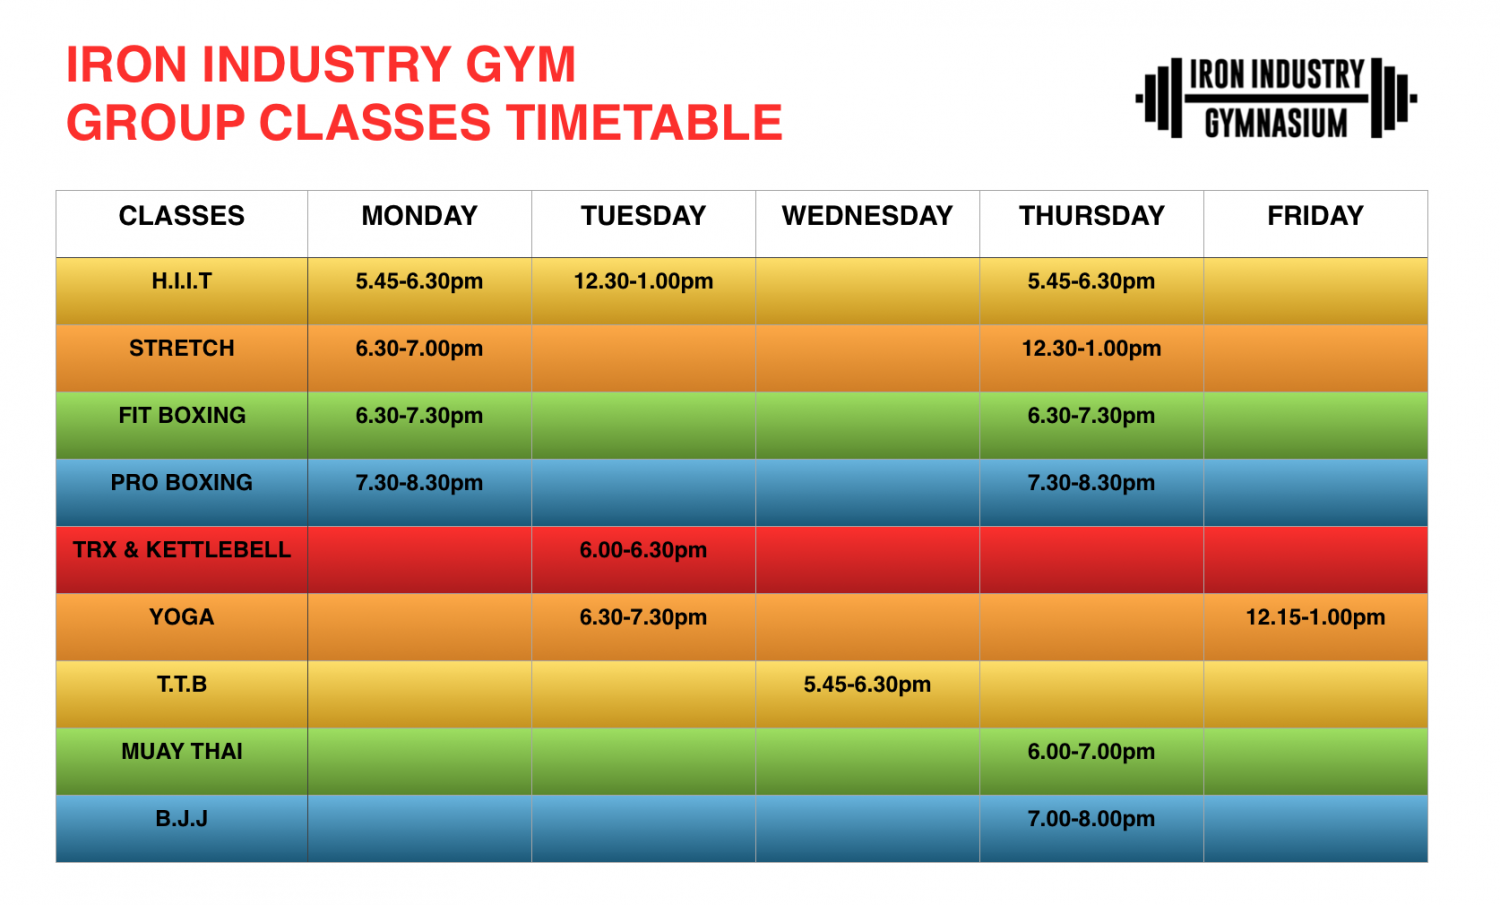 IRON INDUSTRY GYM
GROUP CLASSES TIMETABLE
IRON INDUSTRY
GYMNASIUM
CLASSES MONDAY TUESDAY WEDNESDAY THURSDAY FRIDAY
H.I.I.T 5.45-6.30pm 12.30-1.00pm 5.45-6.30pm
STRETCH 6.30-7.00pm 12.30-1.00pm
FIT BOXING 6.30-7.30pm 6.30-7.30pm
PRO BOXING 7.30-8.30pm 7.30-8.30pm
TRX & KETTLEBELL 6.00-6.30pm
YOGA 6.30-7.30pm 12.15-1.00pm
T.T.B 5.45-6.30pm
MUAY THAI 6.00-7.00pm
B.J.J 7.00-8.00pm